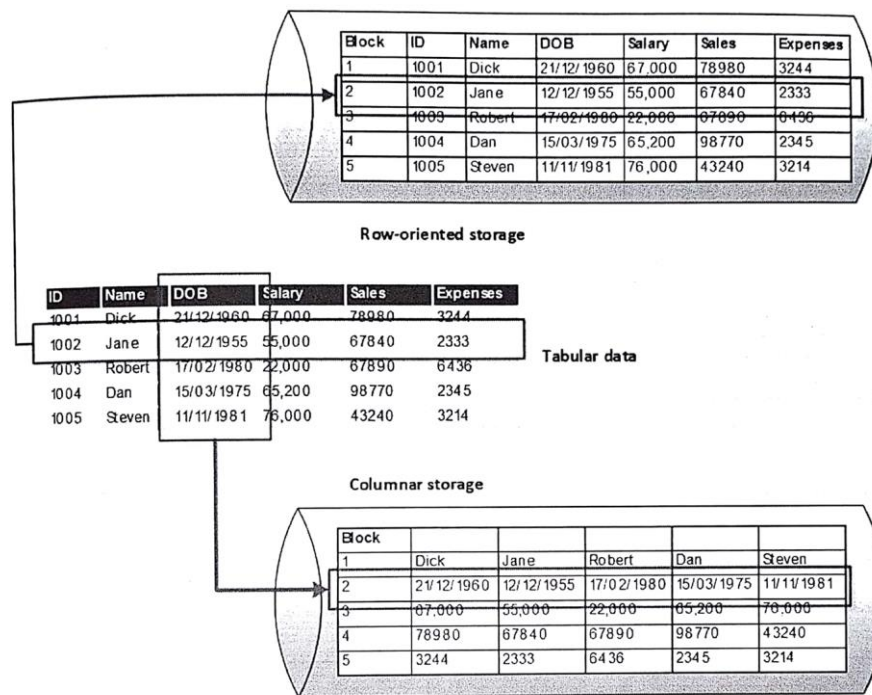 Block ID Name DOB Salary Sales Expenses
1 1001 Dick 21/12/1960 67,000 78980 3244
2 1002 Jane 12/12/1955 55,000 67840 2333
3 1003 Robert 17/02/1980 22,000 67890 6436
4 1004 Dan 15/03/1975 65,200 98770 2345
5 1005 Steven 11/11/1981 76,000 43240 3214
Row-oriented storage
ID Name DOB Salary Sales Expenses
1001 Dick 21/12/1960 67,000 78980 3244
1002 Jane 12/12/1955 55,000 67840 2333
1003 Robert 17/02/1980 22,000 67890 6436
1004 Dan 15/03/1975 65,200 98770 2345
1005 Steven 11/11/1981 76,000 43240 3214
Tabular data
Columnar storage
Block
1 Dick Jane Robert Dan Steven
2 21/12/1960 12/12/1955 17/02/1980 15/03/1975 11/11/1981
3 67,000 55,000 22,000 65,200 76,000
4 78980 67840 67890 98770 43240
5 3244 2333 6436 2345 3214